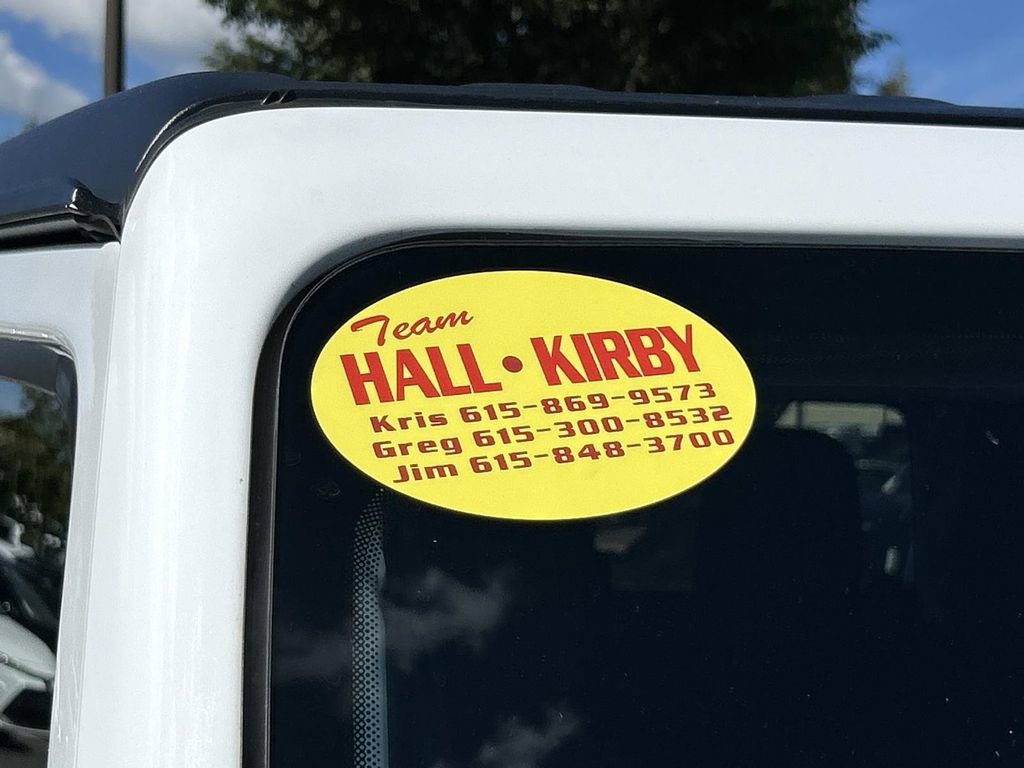 Team
HALL • KIRBY
Kris 615-869-9573
Greg 615-300-8532
Jim 615-848-3700